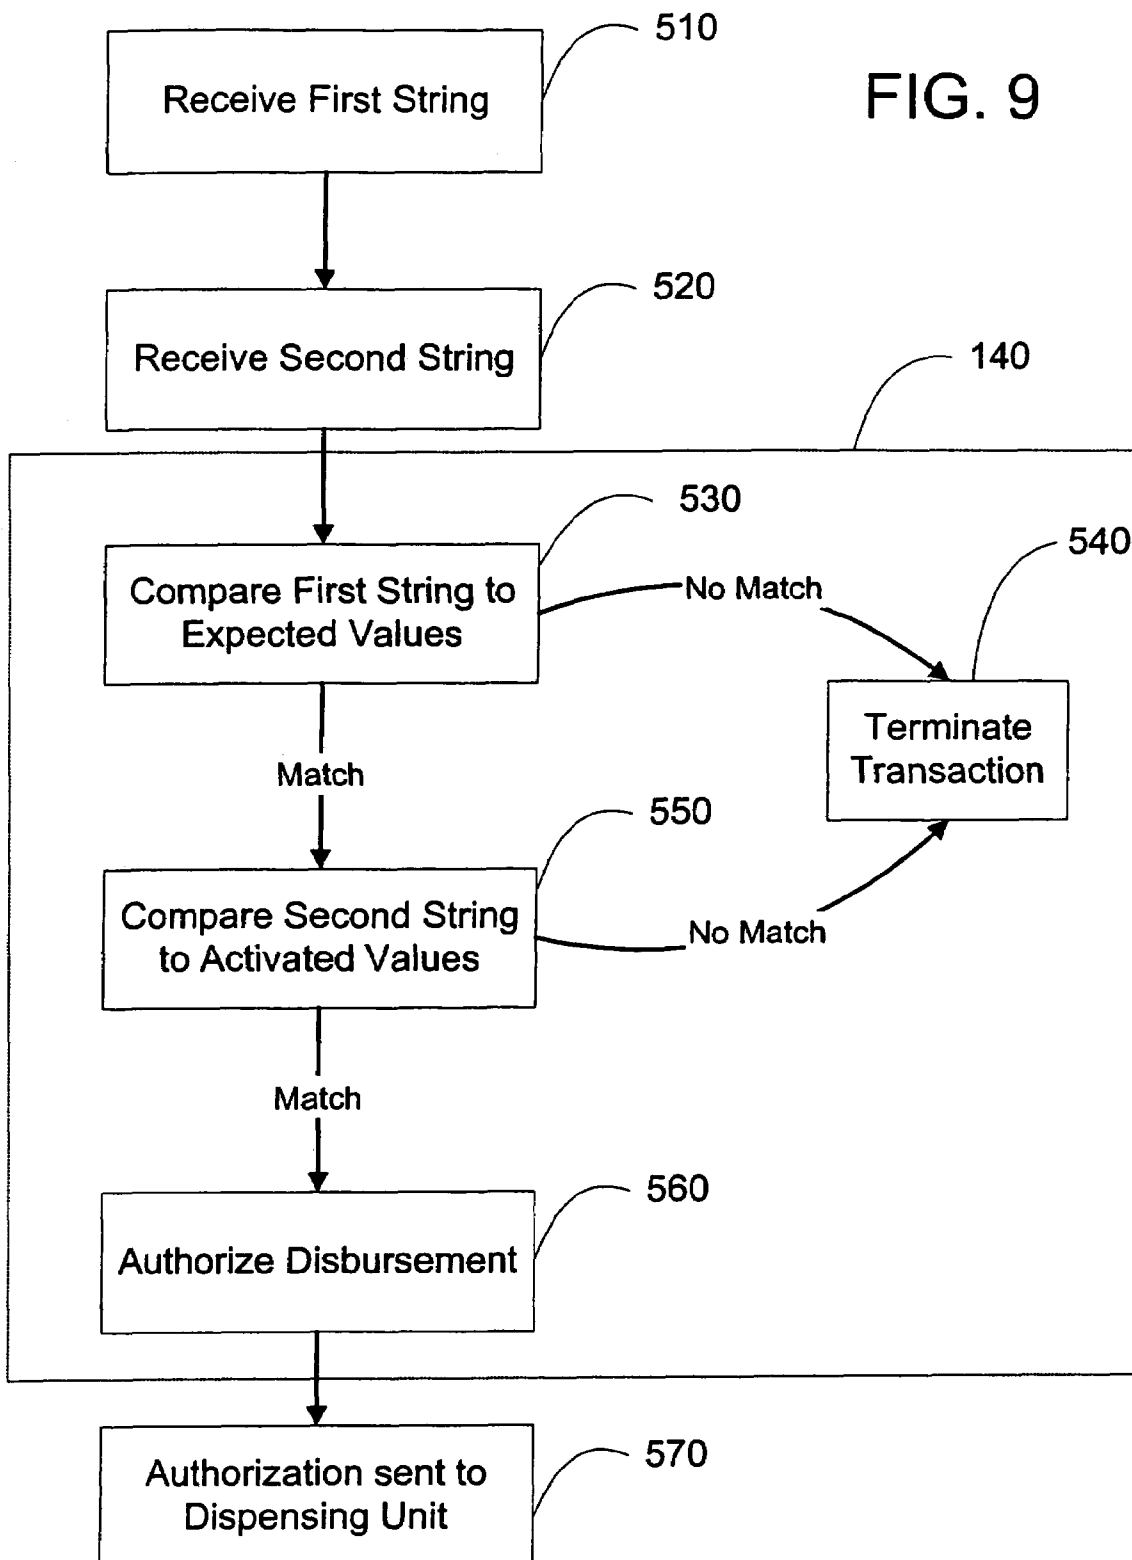 510
Receive First String
FIG. 9
520
Receive Second String
140
530
Compare First String to
Expected Values
No Match
540
Terminate
Transaction
Match
550
Compare Second String
to Activated Values
No Match
Match
560
Authorize Disbursement
570
Authorization sent to
Dispensing Unit